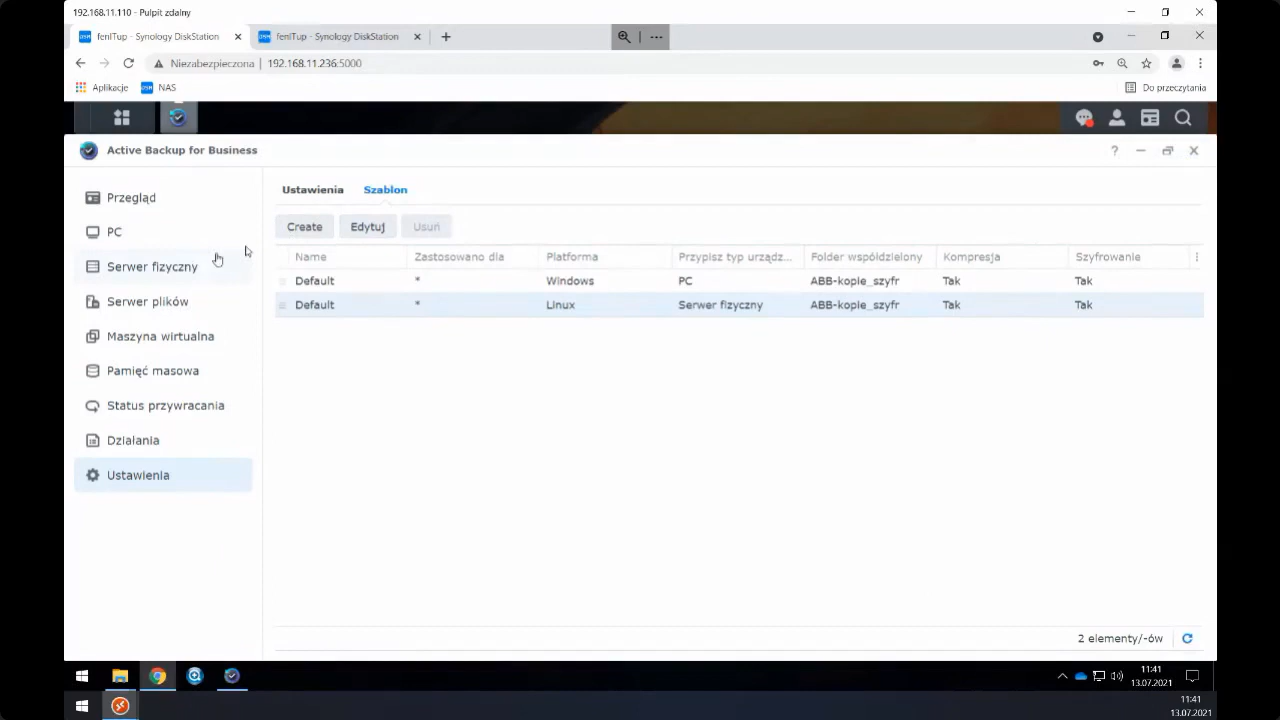 192.168.11.110 - Pulpit zdalny
fenITup - Synology DiskStation
fenITup - Synology DiskStation
Niezabezpieczona | 192.168.11.236:5000
Aplikacje
NAS
Do przeczytania
Active Backup for Business
Przegląd
PC
Serwer fizyczny
Serwer plików
Maszyna wirtualna
Pamięć masowa
Status przywracania
Działania
Ustawienia
Ustawienia Szablon
Create Edytuj Usuń
Name Zastosowano dla Platforma Przypisz typ urządz... Folder współdzielony Kompresja Szyfrowanie
Default * Windows PC ABB-kopie_szyfr Tak Tak
Default * Linux Serwer fizyczny ABB-kopie_szyfr Tak Tak
2 elementy/-ów
11:41
13.07.2021
11:41
13.07.2021